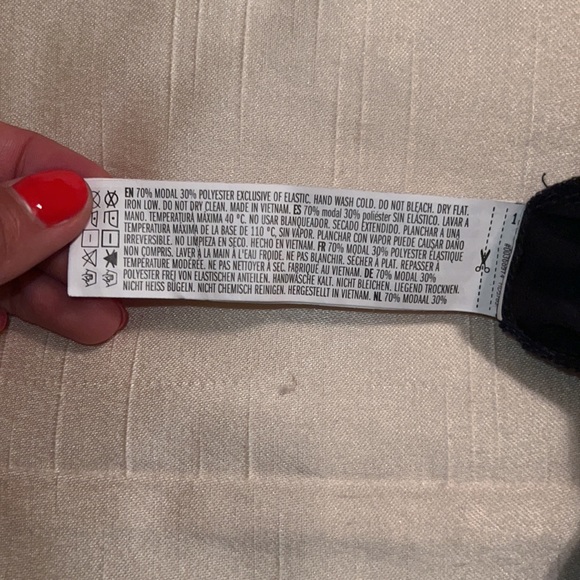 EN 70% MODAL 30% POLYESTER EXCLUSIVE OF ELASTIC. HAND WASH COLD. DO NOT BLEACH. DRY FLAT.
IRON LOW. DO NOT DRY CLEAN. MADE IN VIETNAM. ES 70% modal 30% poliéster SIN ELÁSTICO. LAVAR A
MANO. TEMPERATURA MÁXIMA 40 °C. NO USAR BLANQUEADOR. SECADO EXTENDIDO. PLANCHAR A UNA
TEMPERATURA MÁXIMA DE LA BASE DE 110 °C, SIN VAPOR. PLANCHAR CON VAPOR PUEDE CAUSAR DAÑO
IRREVERSIBLE. NO LIMPIEZA EN SECO. HECHO EN VIETNAM. FR 70% MODAL 30% POLYESTER ÉLASTIQUE
NON COMPRIS. LAVER À LA MAIN À L'EAU FROIDE. NE PAS BLANCHIR. SÉCHER À PLAT. REPASSER À
TEMPÉRATURE MODÉRÉE. NE PAS NETTOYER À SEC. FABRIQUÉ AU VIETNAM. DE 70% MODAL 30%
POLYESTER FREI VON ELASTISCHEN ANTEILEN. HANDWÄSCHE KALT. NICHT BLEICHEN. LIEGEND TROCKNEN.
NICHT HEISS BÜGELN. NICHT CHEMISCH REINIGEN. HERGESTELLT IN VIETNAM. NL 70% MODAAL 30%
1